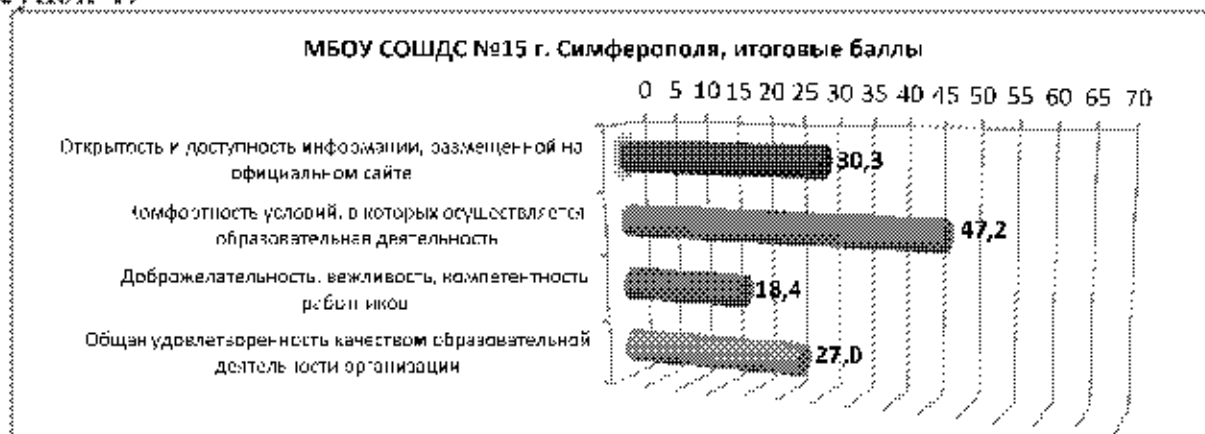 МБОУ СОШДС №15 г. Симферополя, итоговые баллы
0 5 10 15 20 25 30 35 40 45 50 55 60 65 70
Открытость и доступность информации, размещенной на
официальном сайте
30,3
Комфортность условий, в которых осуществляется
образовательная деятельность
47,2
Доброжелательность, вежливость, компетентность
работников
18,4
Общая удовлетворенность качеством образовательной
деятельности организации
27,0